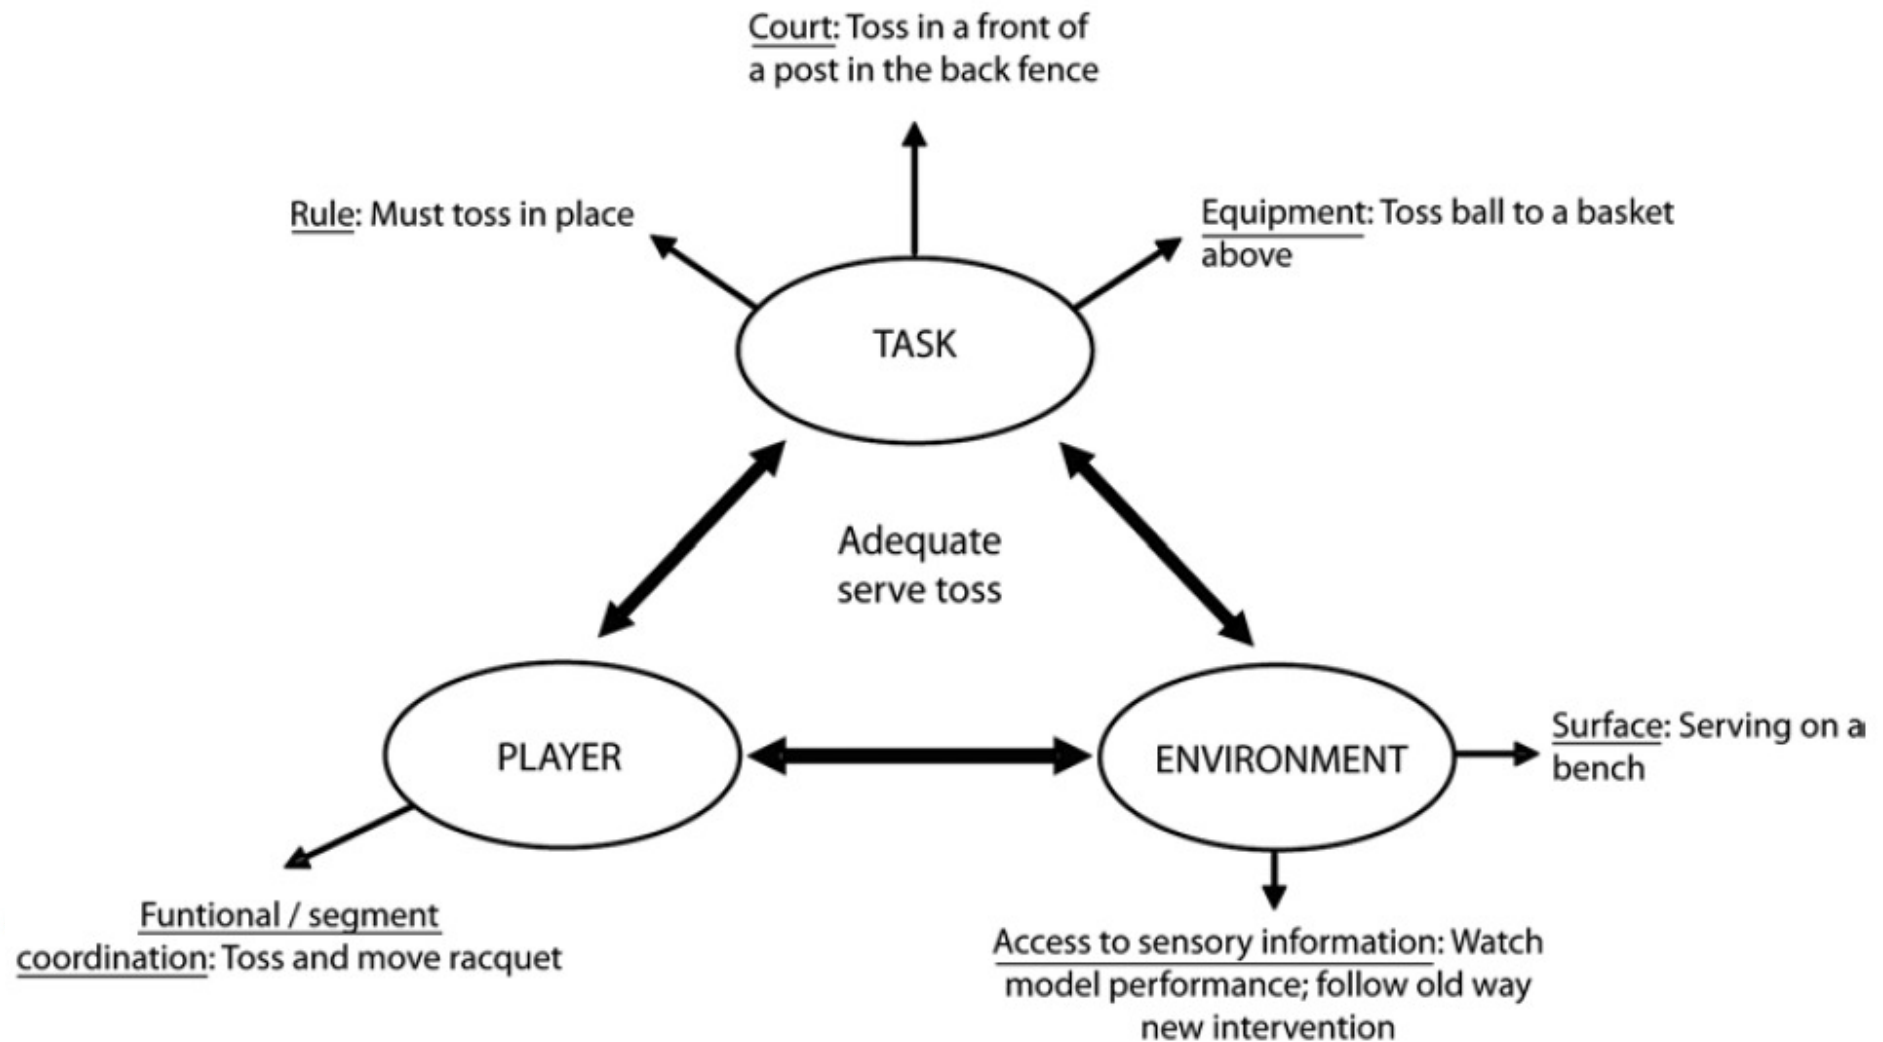 Court: Toss in a front of
a post in the back fence
Rule: Must toss in place
Equipment: Toss ball to a basket
above
TASK
Adequate
serve toss
PLAYER
ENVIRONMENT
Surface: Serving on a
bench
Funtional / segment
coordination: Toss and move racquet
Access to sensory information: Watch
model performance; follow old way
new intervention